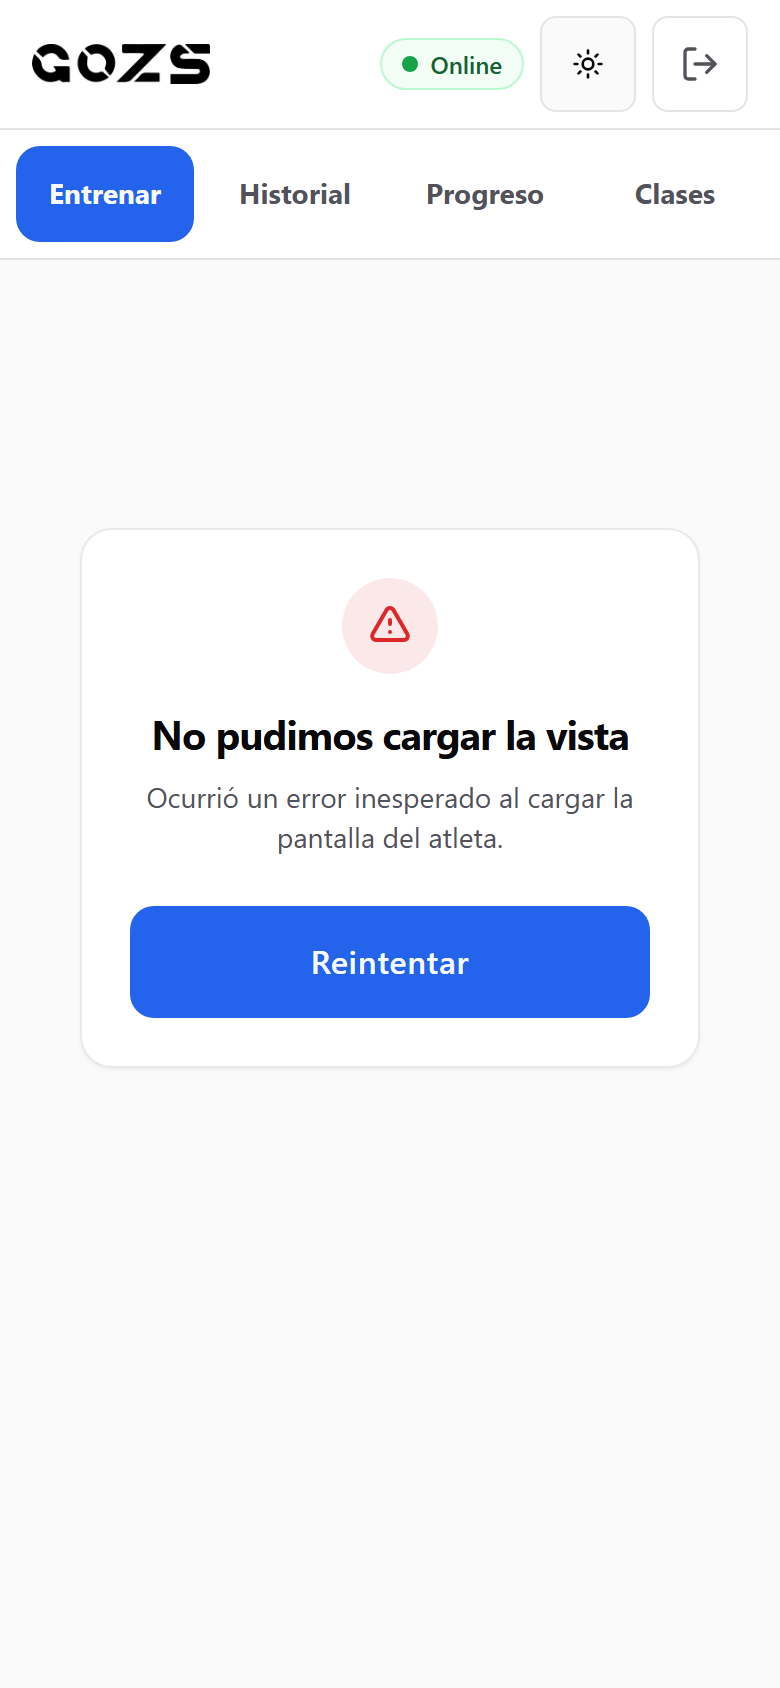 GOZS
Online
Entrenar
Historial
Progreso
Clases
No pudimos cargar la vista
Ocurrió un error inesperado al cargar la
pantalla del atleta.
Reintentar